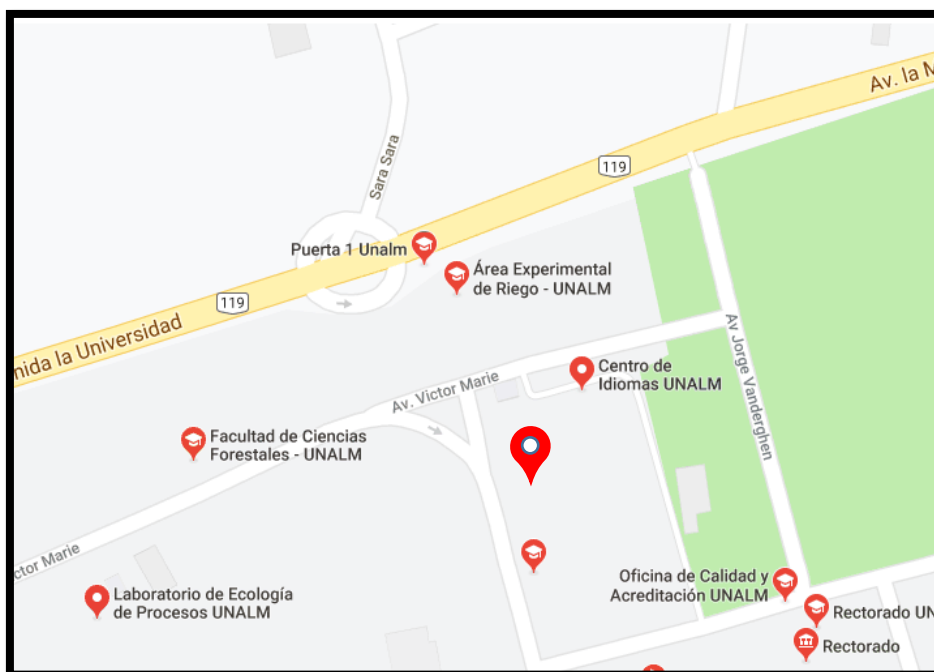 Av. la M
119
Sara Sara
Puerta 1 Unalm
Área Experimental
de Riego - UNALM
119
nida la Universidad
Av Jorge Vanderghen
Centro de
Idiomas UNALM
Av. Victor Marie
Facultad de Ciencias
Forestales - UNALM
ctor Marie
Oficina de Calidad y
Acreditación UNALM
Laboratorio de Ecología
de Procesos UNALM
Rectorado UN
Rectorado